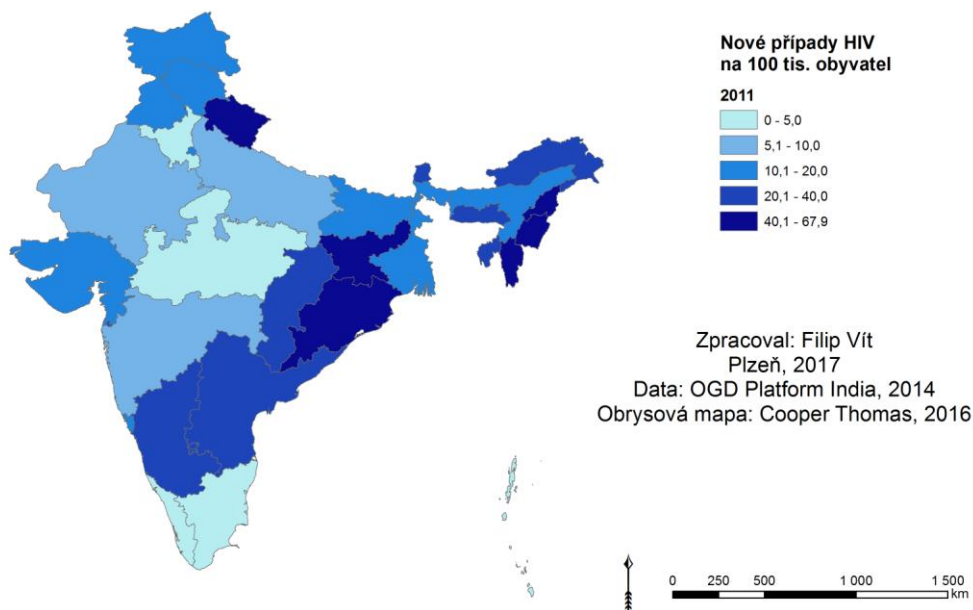 Nové případy HIV
na 100 tis. obyvatel
2011
0 - 5,0
5,1 - 10,0
10,1 - 20,0
20,1 - 40,0
40,1 - 67,9
Zpracoval: Filip Vít
Plzeň, 2017
Data: OGD Platform India, 2014
Obrysová mapa: Cooper Thomas, 2016
0 250 500 1 000 1 500
km